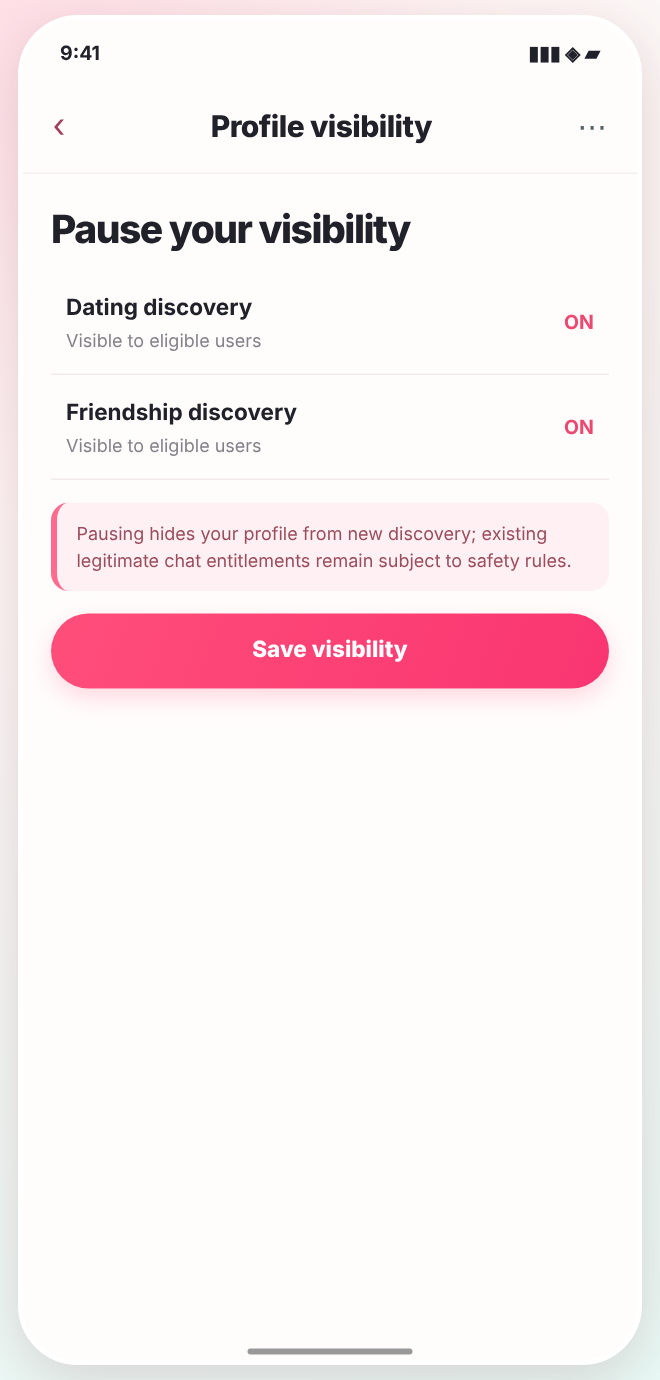 9:41
Profile visibility
Pause your visibility
Dating discovery
Visible to eligible users
ON
Friendship discovery
Visible to eligible users
ON
Pausing hides your profile from new discovery; existing
legitimate chat entitlements remain subject to safety rules.
Save visibility